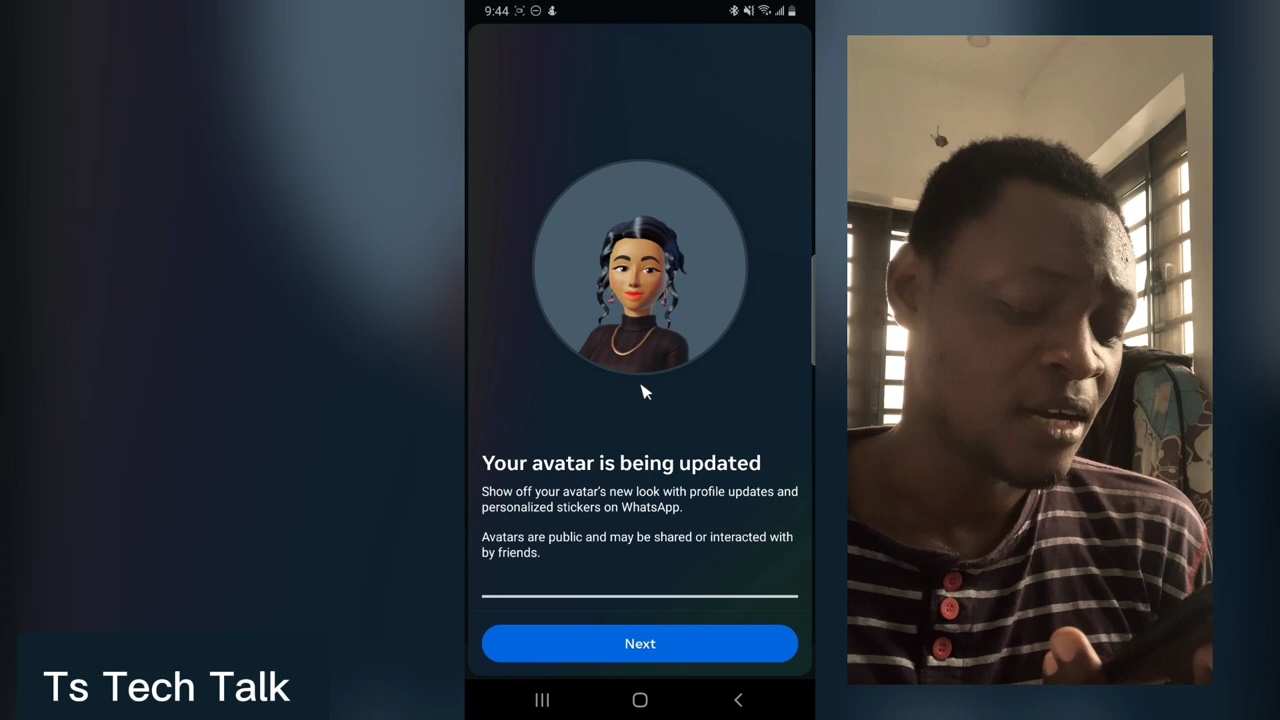 9:44
Your avatar is being updated
Show off your avatar's new look with profile updates and
personalized stickers on WhatsApp.
Avatars are public and may be shared or interacted with
by friends.
Next
Ts Tech Talk